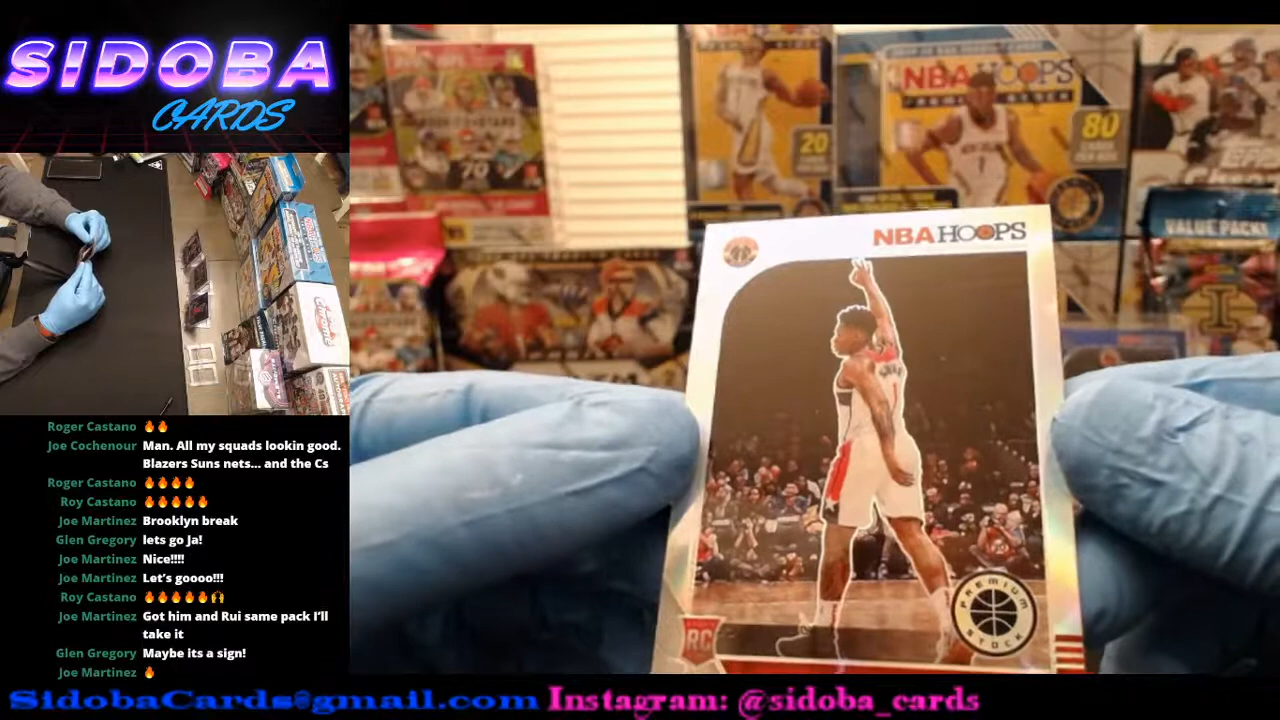 SIDOBA
CARDS
Roger Castano 🔥🔥
Joe Cochenour Man. All my squads lookin good.
Blazers Suns nets... and the Cs
Roger Castano 🔥🔥🔥🔥
Roy Castano 🔥🔥🔥🔥🔥
Joe Martinez Brooklyn break
Glen Gregory lets go Ja!
Joe Martinez Nice!!!!
Joe Martinez Let's goooo!!!
Roy Castano 🔥🔥🔥🔥🔥🙌
Joe Martinez Got him and Rui same pack I'll
take it
Glen Gregory Maybe its a sign!
Joe Martinez 🔥
NBA HOOPS
20
80
70
VALUE PACK!
NBA HOOPS
PREMIUM
STOCK
RC
SidobaCards@gmail.com Instagram: @sidoba_cards